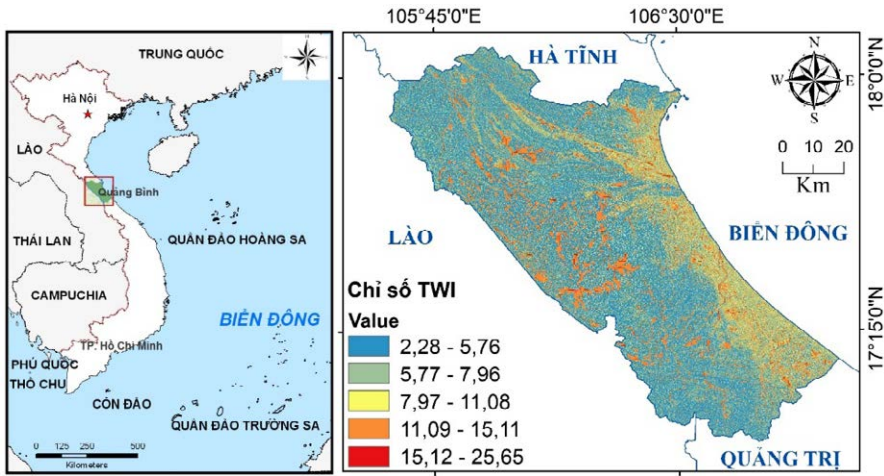 TRUNG QUỐC
Hà Nội
LÀO
Quảng Bình
THÁI LAN
QUẦN ĐẢO HOÀNG SA
CAMPUCHIA
BIỂN ĐÔNG
TP. Hồ Chí Minh
PHÚ QUỐC
THỔ CHU
CÔN ĐẢO
QUẦN ĐẢO TRƯỜNG SA
0 125 250 500
Kilometers
105°45'0"E 106°30'0"E
HÀ TĨNH
N
W E
S
18°0'0"N
0 10 20
Km
LÀO
BIỂN ĐÔNG
17°15'0"N
QUẢNG TRỊ
Chỉ số TWI
Value
2,28 - 5,76
5,77 - 7,96
7,97 - 11,08
11,09 - 15,11
15,12 - 25,65